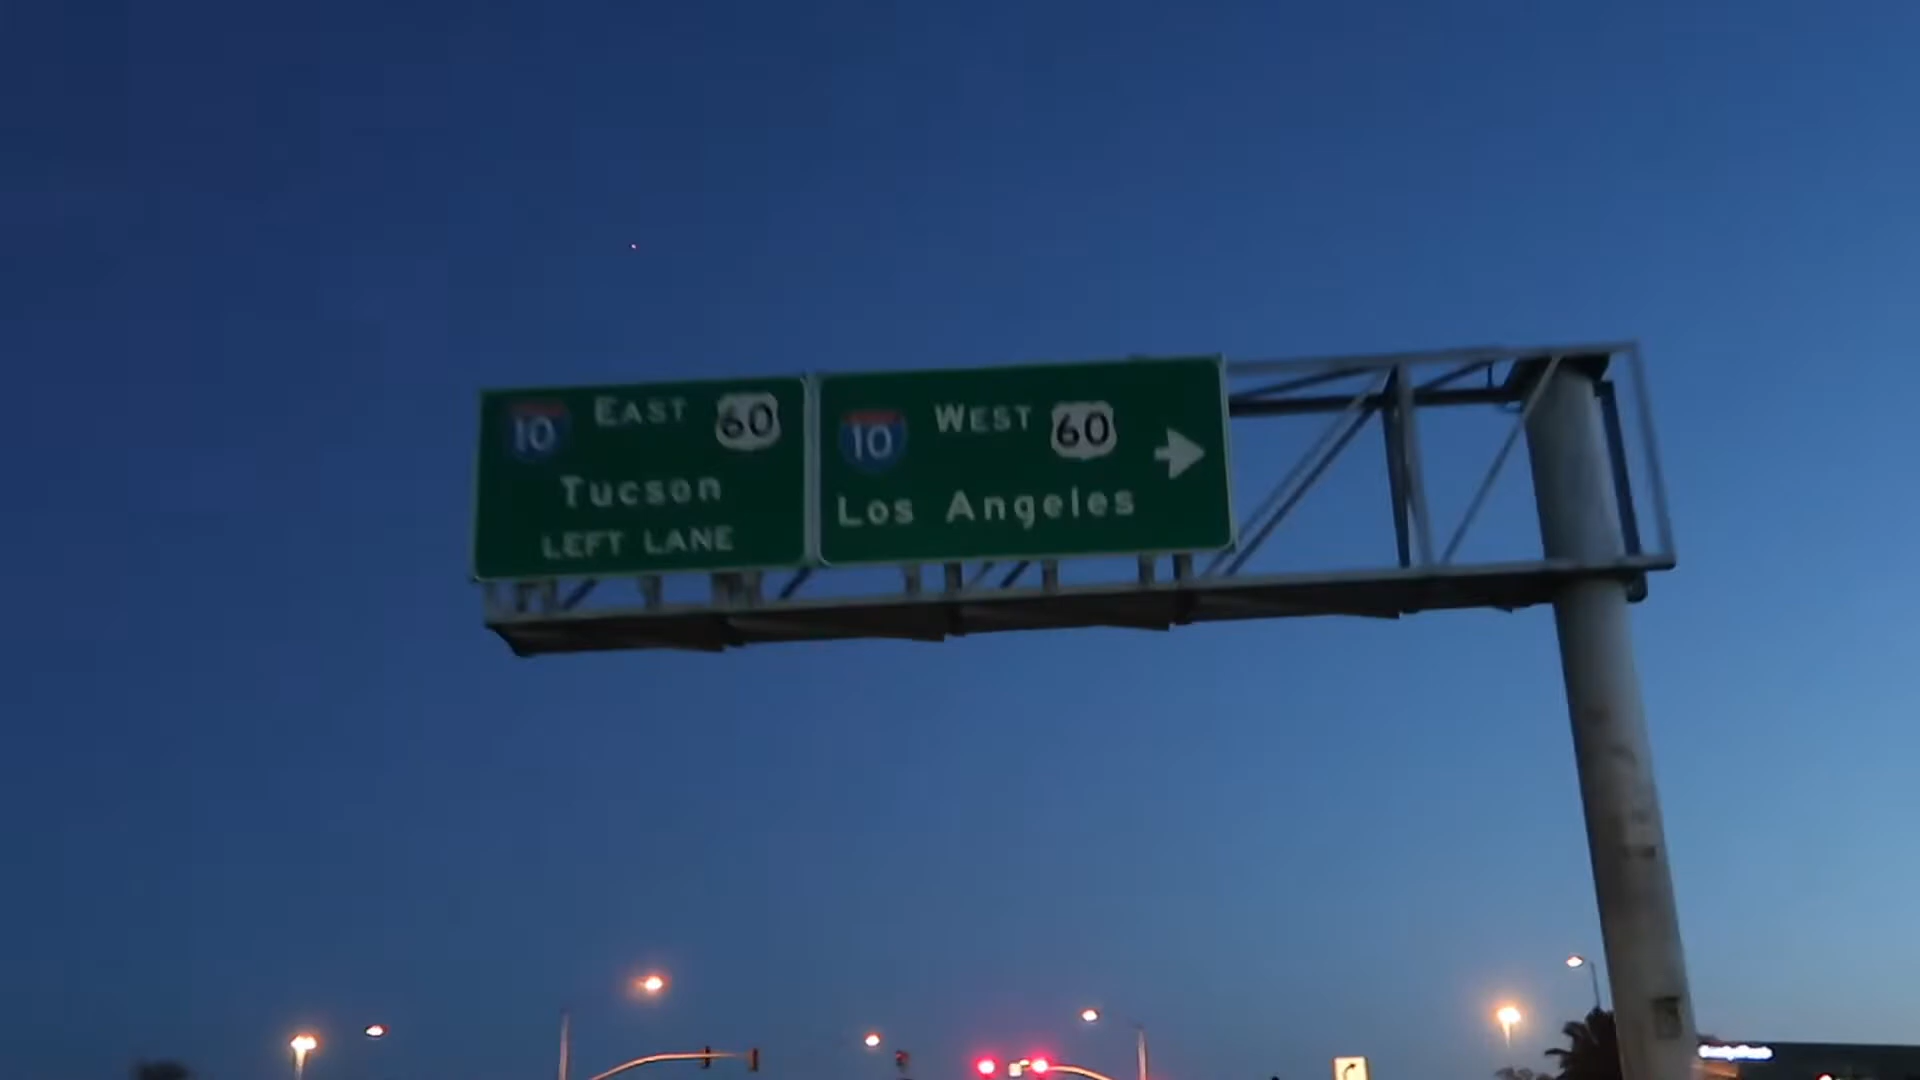 10 EAST 60
Tucson
LEFT LANE
10 WEST 60
Los Angeles